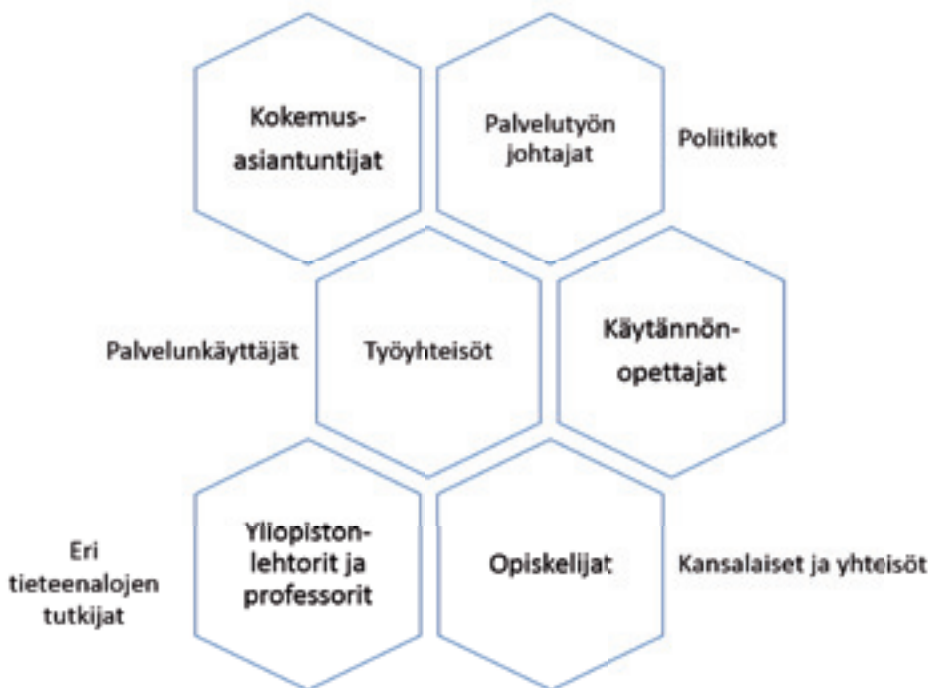 Kokemus-
asiantuntijat
Palvelutyön
johtajat
Poliitikot
Palvelunkäyttäjät
Työyhteisöt
Käytännön-
opettajat
Eri
tieteenalojen
tutkijat
Yliopiston-
lehtorit ja
professorit
Opiskelijat
Kansalaiset ja yhteisöt